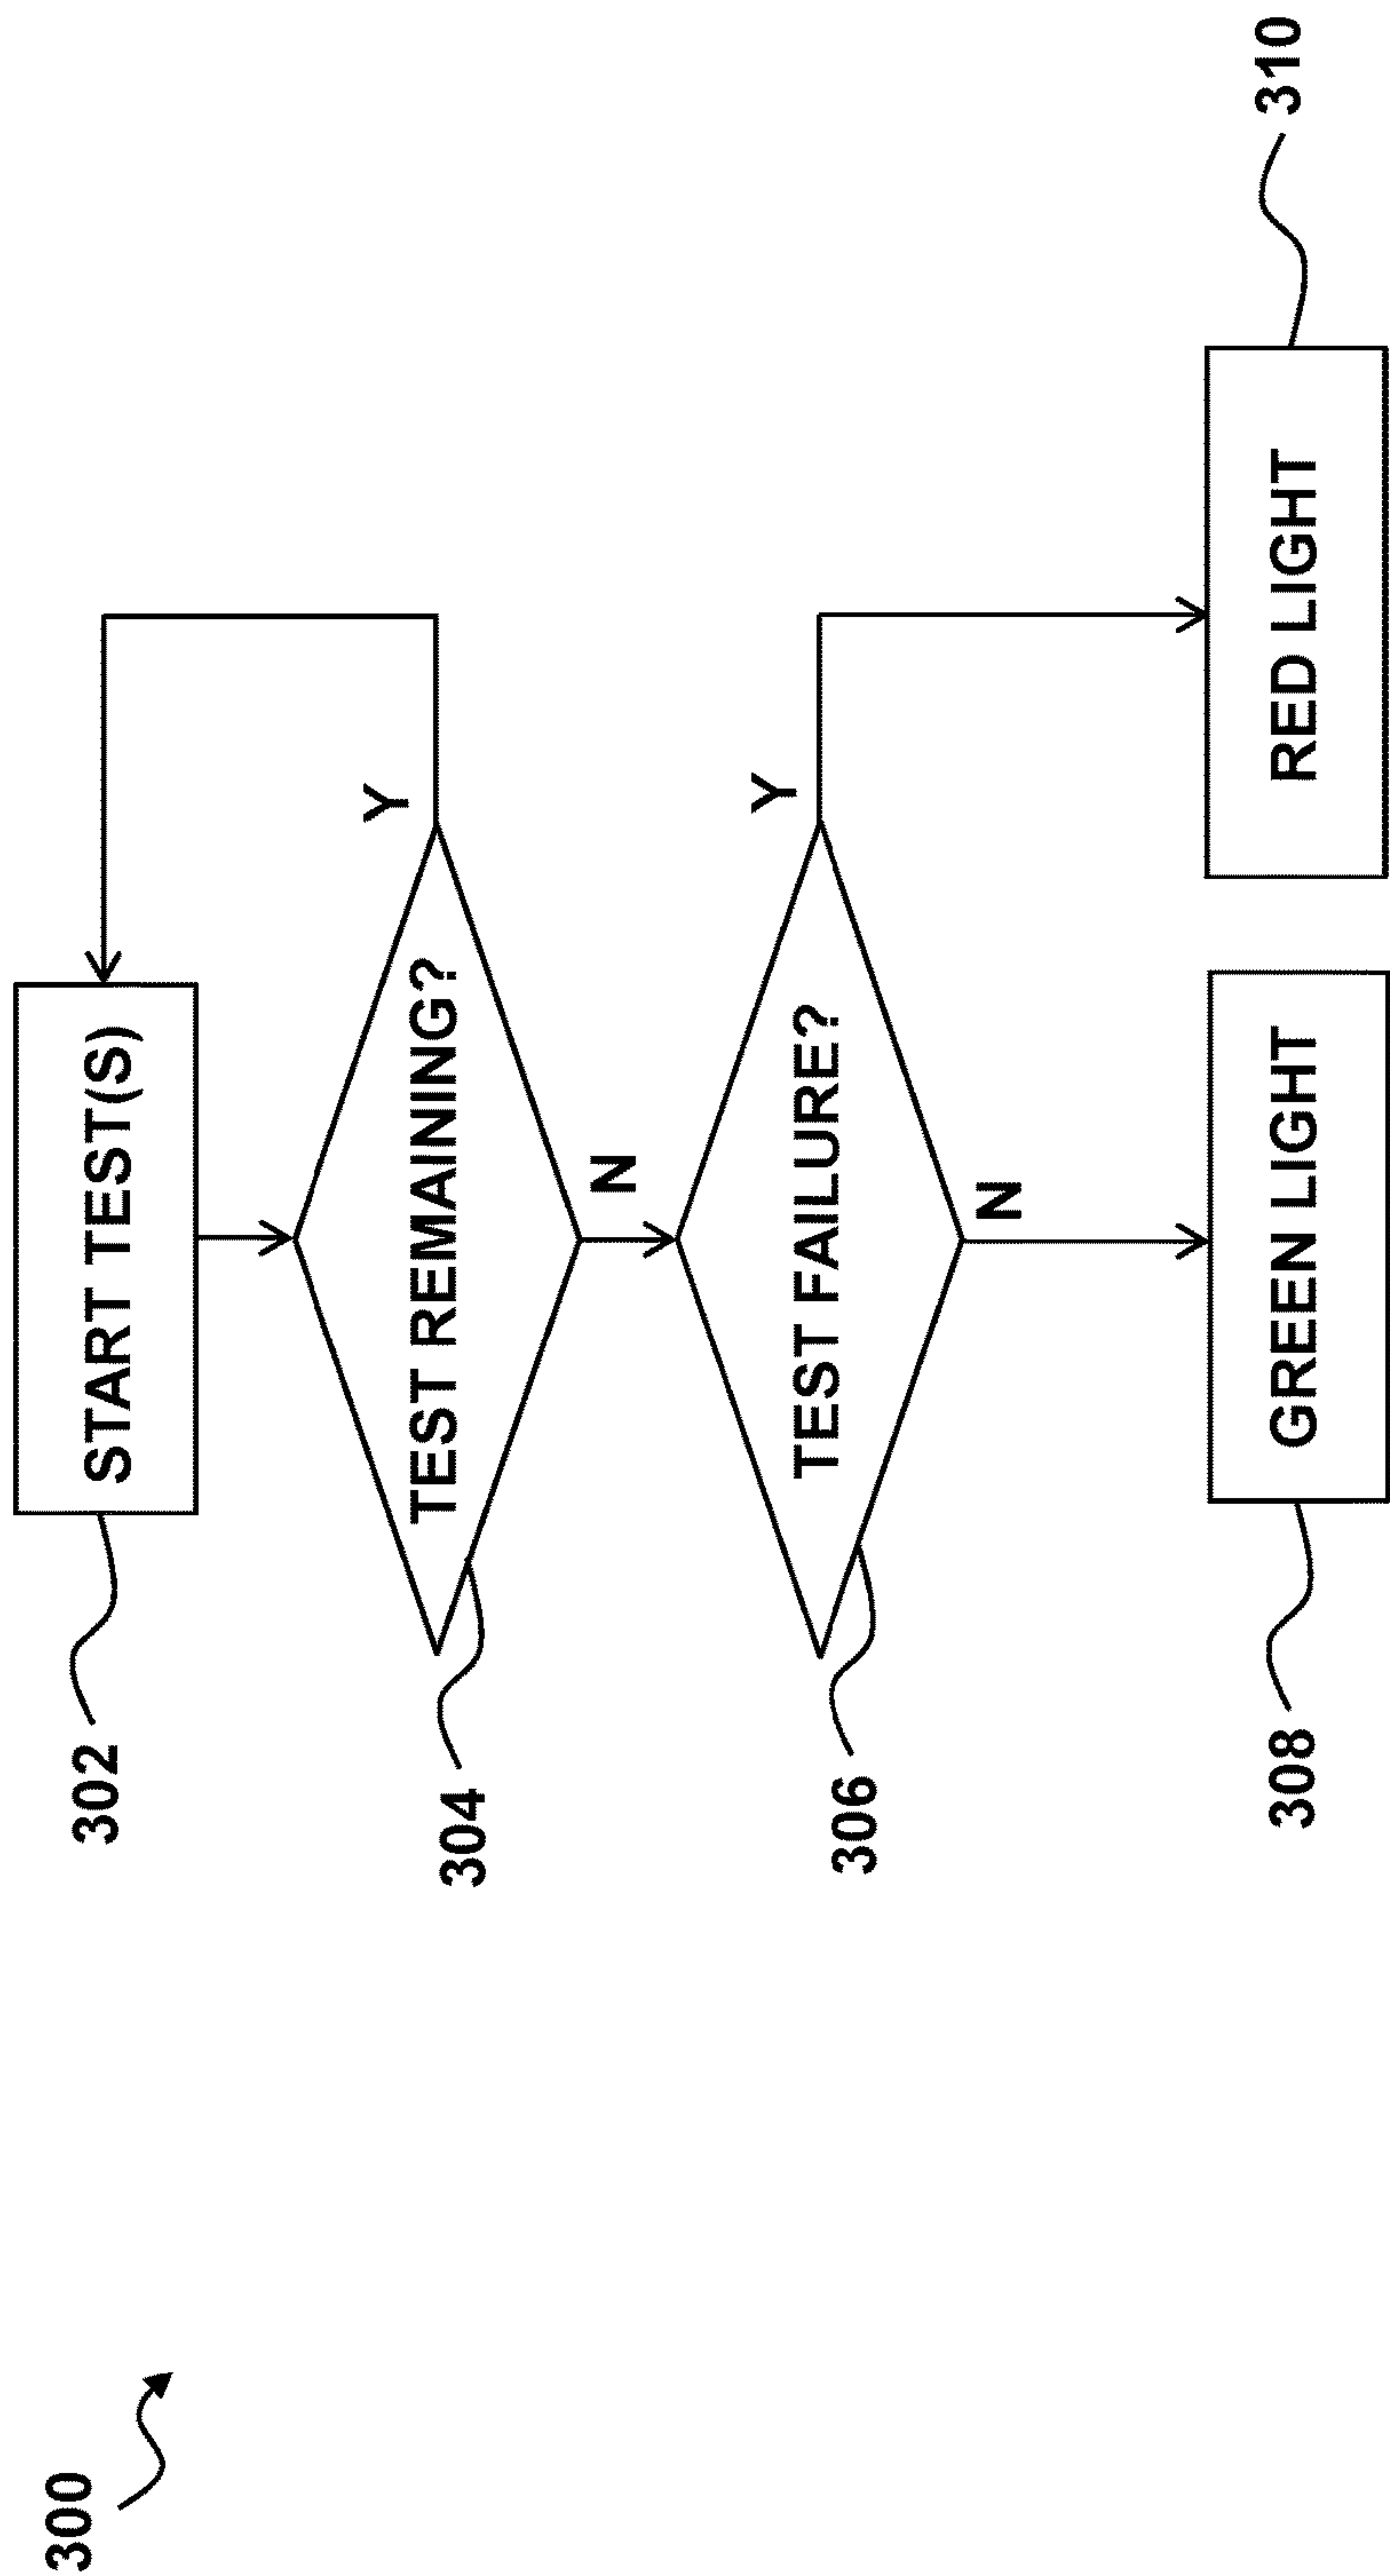 300
302
START TEST(S)
304
TEST REMAINING?
Y
N
306
TEST FAILURE?
Y
N
308
GREEN LIGHT
RED LIGHT
310